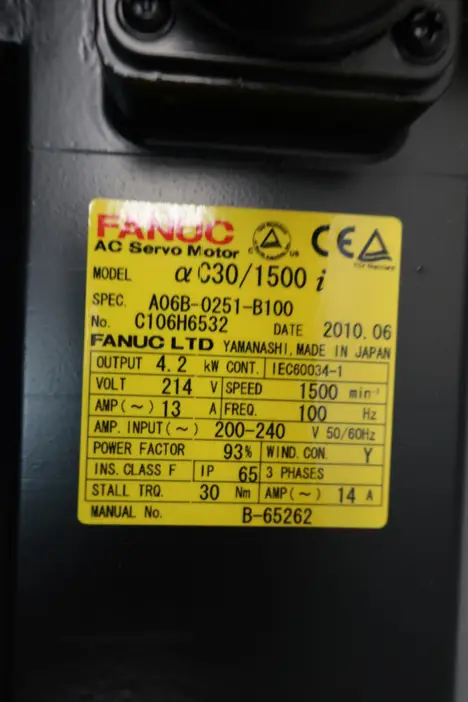 FANUC
AC Servo Motor
CE
MODEL αC30/1500 i
SPEC. A06B-0251-B100
No. C106H6532 DATE 2010.06
FANUC LTD YAMANASHI, MADE IN JAPAN
OUTPUT 4.2 kW CONT. IEC60034-1
VOLT 214 V SPEED 1500 min⁻¹
AMP(~) 13 A FREQ. 100 Hz
AMP. INPUT(~) 200-240 V 50/60Hz
POWER FACTOR 93% WIND. CON. Y
INS. CLASS F IP 65 3 PHASES
STALL TRQ. 30 Nm AMP(~) 14 A
MANUAL No. B-65262